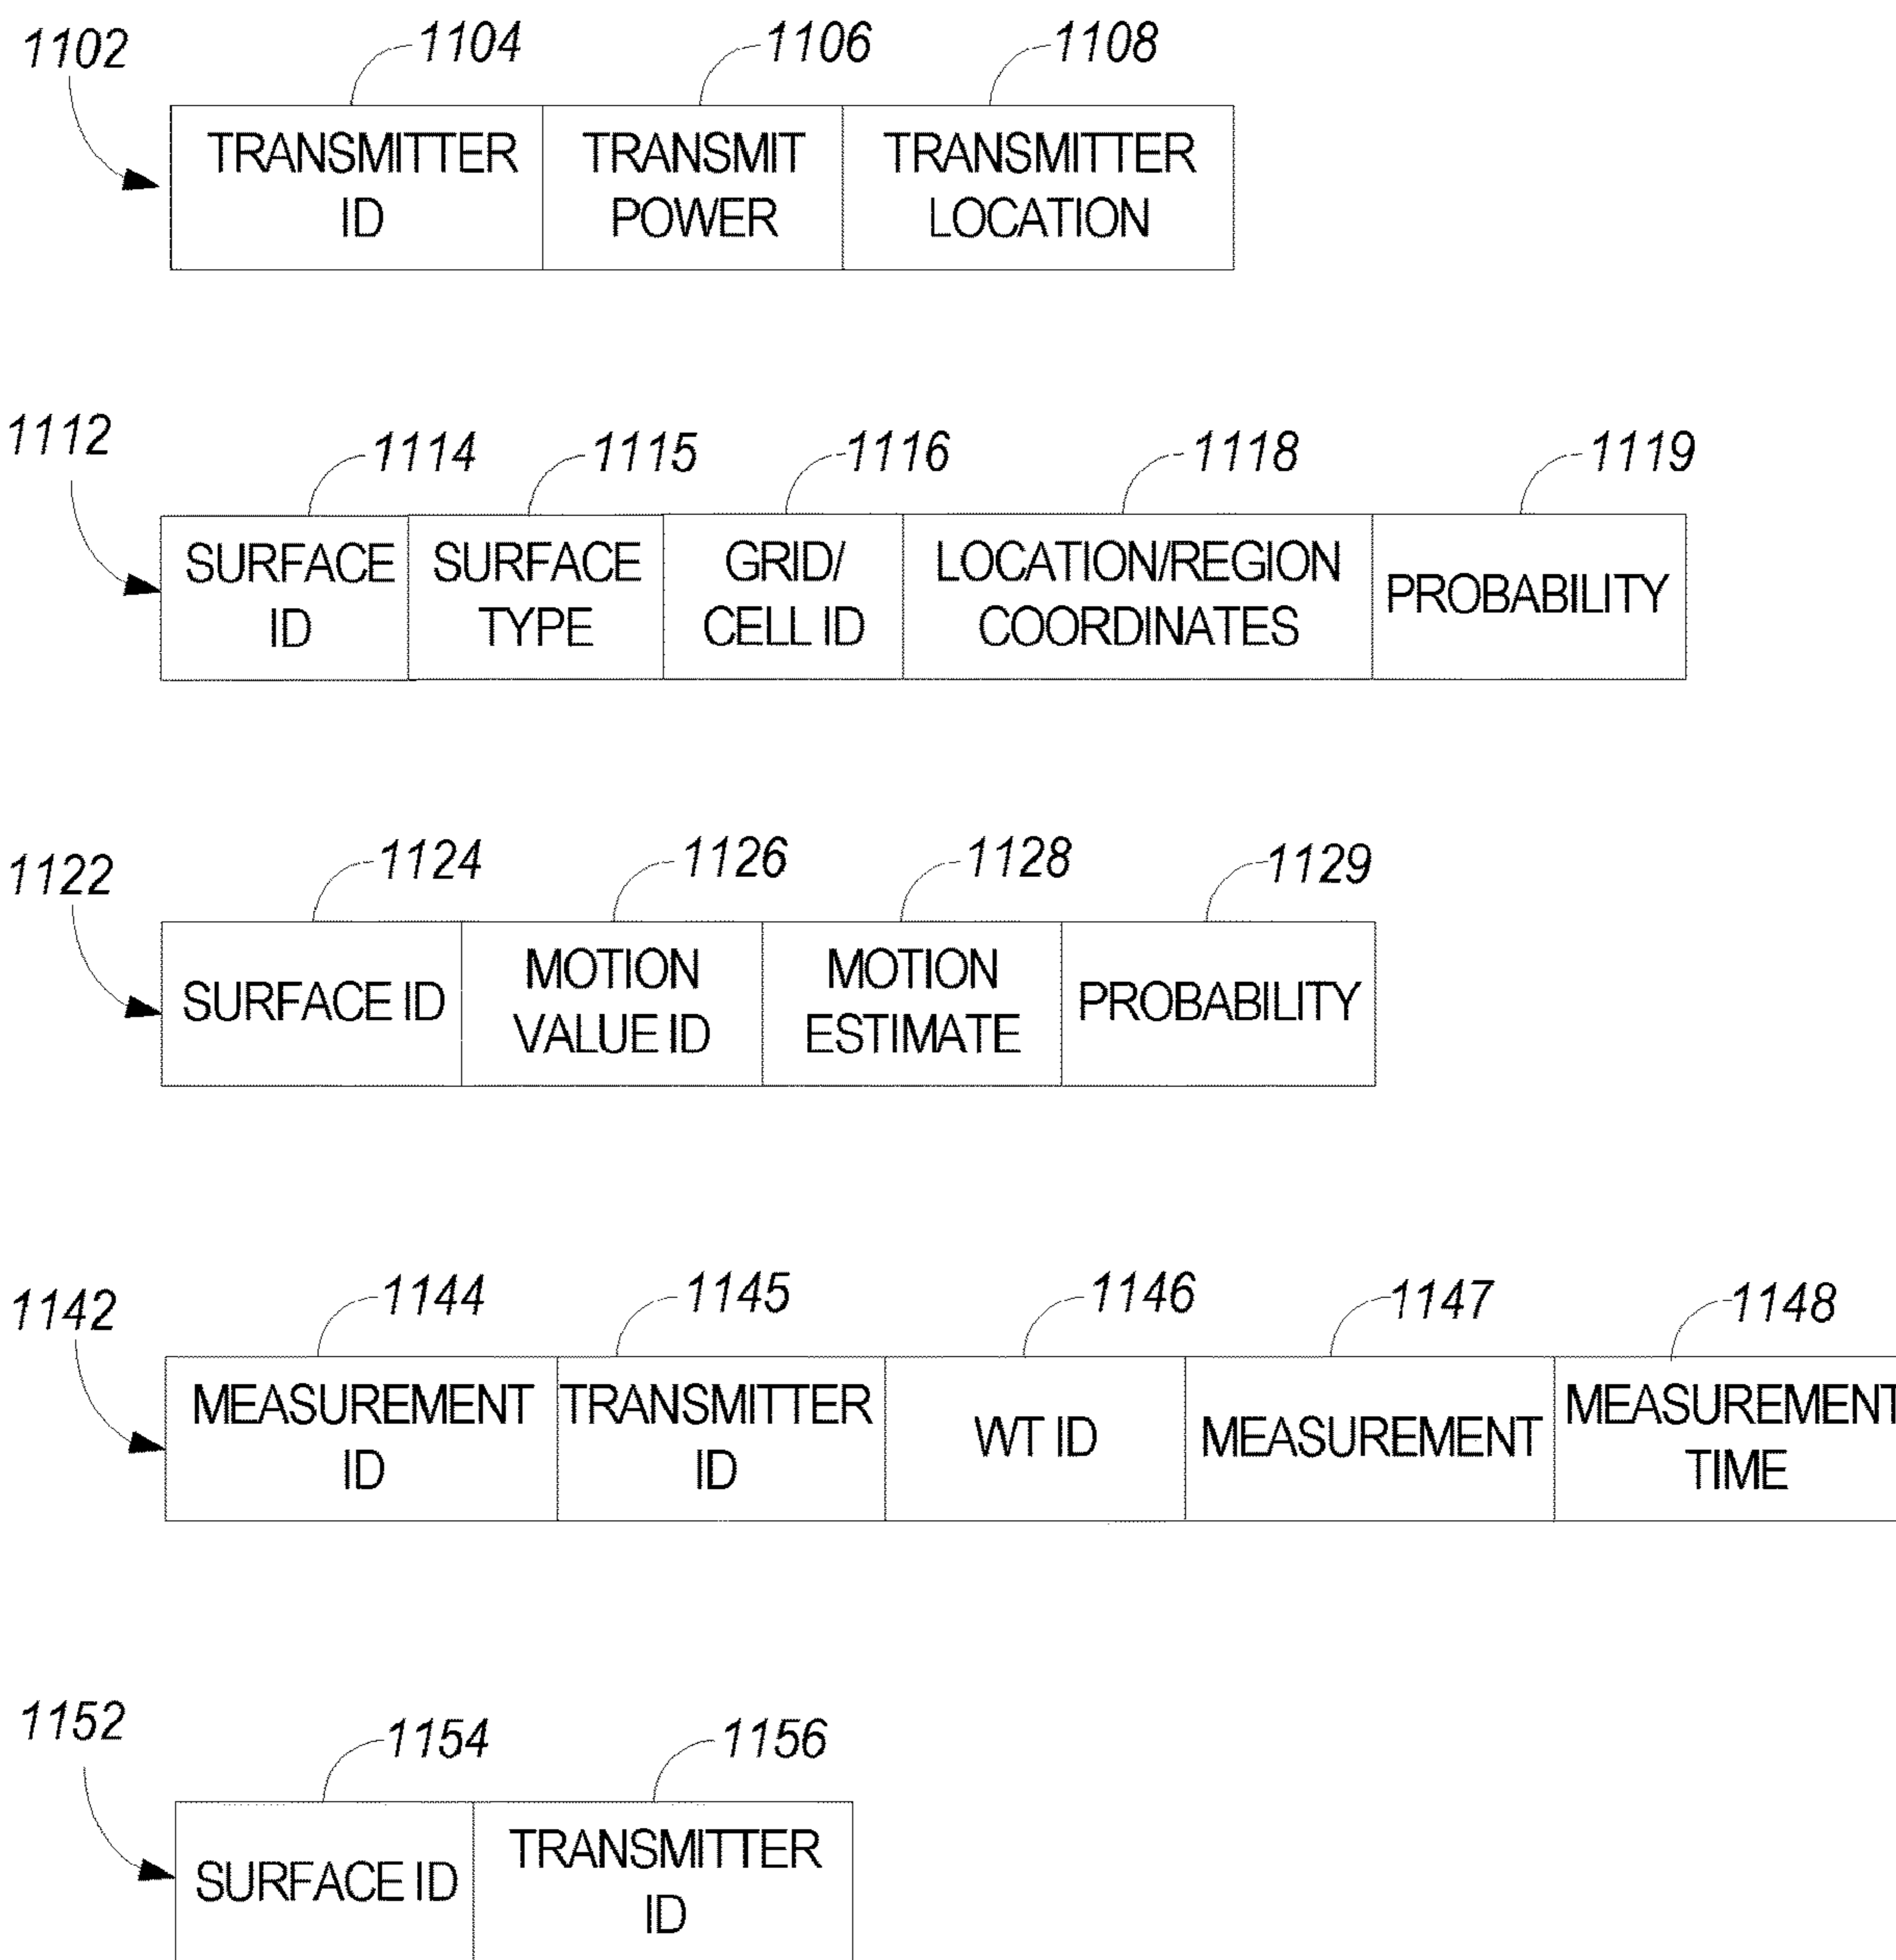 1102
1104
1106
1108
TRANSMITTER ID
TRANSMIT POWER
TRANSMITTER LOCATION
1112
1114
1115
1116
1118
1119
SURFACE ID
SURFACE TYPE
GRID/ CELL ID
LOCATION/REGION COORDINATES
PROBABILITY
1122
1124
1126
1128
1129
SURFACE ID
MOTION VALUE ID
MOTION ESTIMATE
PROBABILITY
1142
1144
1145
1146
1147
1148
MEASUREMENT ID
TRANSMITTER ID
WT ID
MEASUREMENT
MEASUREMENT TIME
1152
1154
1156
SURFACE ID
TRANSMITTER ID